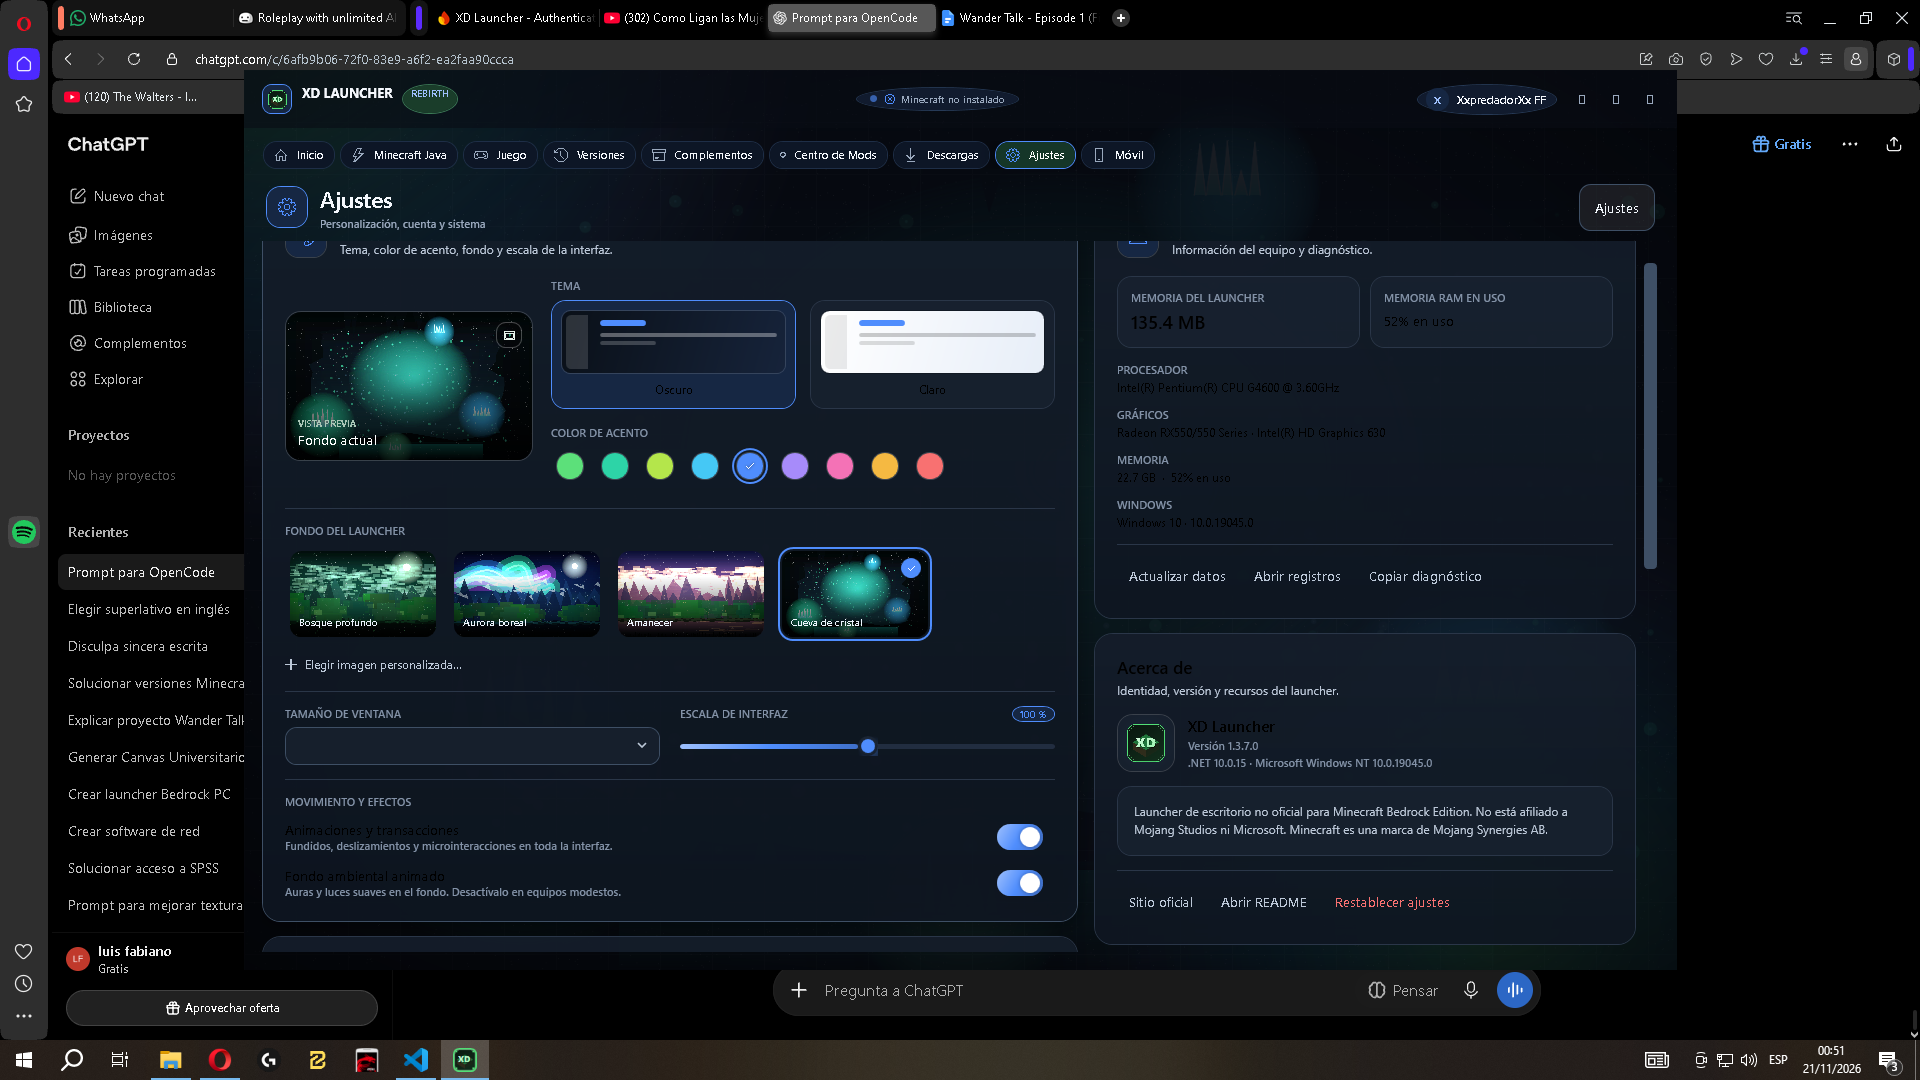 WhatsApp
Roleplay with unlimited AI
XD Launcher - Authenticat
(302) Como Ligan las Muje
Prompt para OpenCode
Wander Talk - Episode 1 (F
chatgpt.com/c/6afb9b06-72f0-83e9-a6f2-ea2faa90ccca
(120) The Walters - I...
ChatGPT
Gratis
Nuevo chat
Imágenes
Tareas programadas
Biblioteca
Complementos
Explorar
Proyectos
No hay proyectos
Recientes
Prompt para OpenCode
Elegir superlativo en inglés
Disculpa sincera escrita
Solucionar versiones Minecra
Explicar proyecto Wander Talk
Generar Canvas Universitario
Crear launcher Bedrock PC
Crear software de red
Solucionar acceso a SPSS
Prompt para mejorar textura
LF
luis fabiano
Gratis
Aprovechar oferta
XD
XD LAUNCHER
REBIRTH
Minecraft no instalado
X
XxpredadorXx FF
Inicio
Minecraft Java
Juego
Versiones
Complementos
Centro de Mods
Descargas
Ajustes
Móvil
Ajustes
Personalización, cuenta y sistema
Ajustes
Tema, color de acento, fondo y escala de la interfaz.
TEMA
VISTA PREVIA
Fondo actual
Oscuro
Claro
COLOR DE ACENTO
FONDO DEL LAUNCHER
Bosque profundo
Aurora boreal
Amanecer
Cueva de cristal
Elegir imagen personalizada...
TAMAÑO DE VENTANA
ESCALA DE INTERFAZ
100 %
MOVIMIENTO Y EFECTOS
Animaciones y transacciones
Fundidos, deslizamientos y microinteracciones en toda la interfaz.
Fondo ambiental animado
Auras y luces suaves en el fondo. Desactívalo en equipos modestos.
Información del equipo y diagnóstico.
MEMORIA DEL LAUNCHER
135.4 MB
MEMORIA RAM EN USO
52% en uso
PROCESADOR
Intel(R) Pentium(R) CPU G4600 @ 3.60GHz
GRÁFICOS
Radeon RX550/550 Series · Intel(R) HD Graphics 630
MEMORIA
22.7 GB · 52% en uso
WINDOWS
Windows 10 · 10.0.19045.0
Actualizar datos
Abrir registros
Copiar diagnóstico
Acerca de
Identidad, versión y recursos del launcher.
XD
XD Launcher
Versión 1.3.7.0
.NET 10.0.15 · Microsoft Windows NT 10.0.19045.0
Launcher de escritorio no oficial para Minecraft Bedrock Edition. No está afiliado a
Mojang Studios ni Microsoft. Minecraft es una marca de Mojang Synergies AB.
Sitio oficial
Abrir README
Restablecer ajustes
Pregunta a ChatGPT
Pensar
XD
ESP
00:51
21/11/2026
3